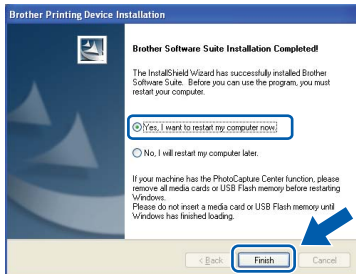 Brother Printing Device Installation
Brother Software Suite Installation Completed!
The InstallShield Wizard has successfully installed Brother
Software Suite. Before you can use the program, you must
restart your computer.
Yes, I want to restart my computer now.
No, I will restart my computer later.
If your machine has the PhotoCapture Center function, please
remove all media cards or USB Flash memory before restarting
Windows.
Please do not insert a media card or USB Flash memory until
Windows has finished loading.
< Back
Finish
Cancel